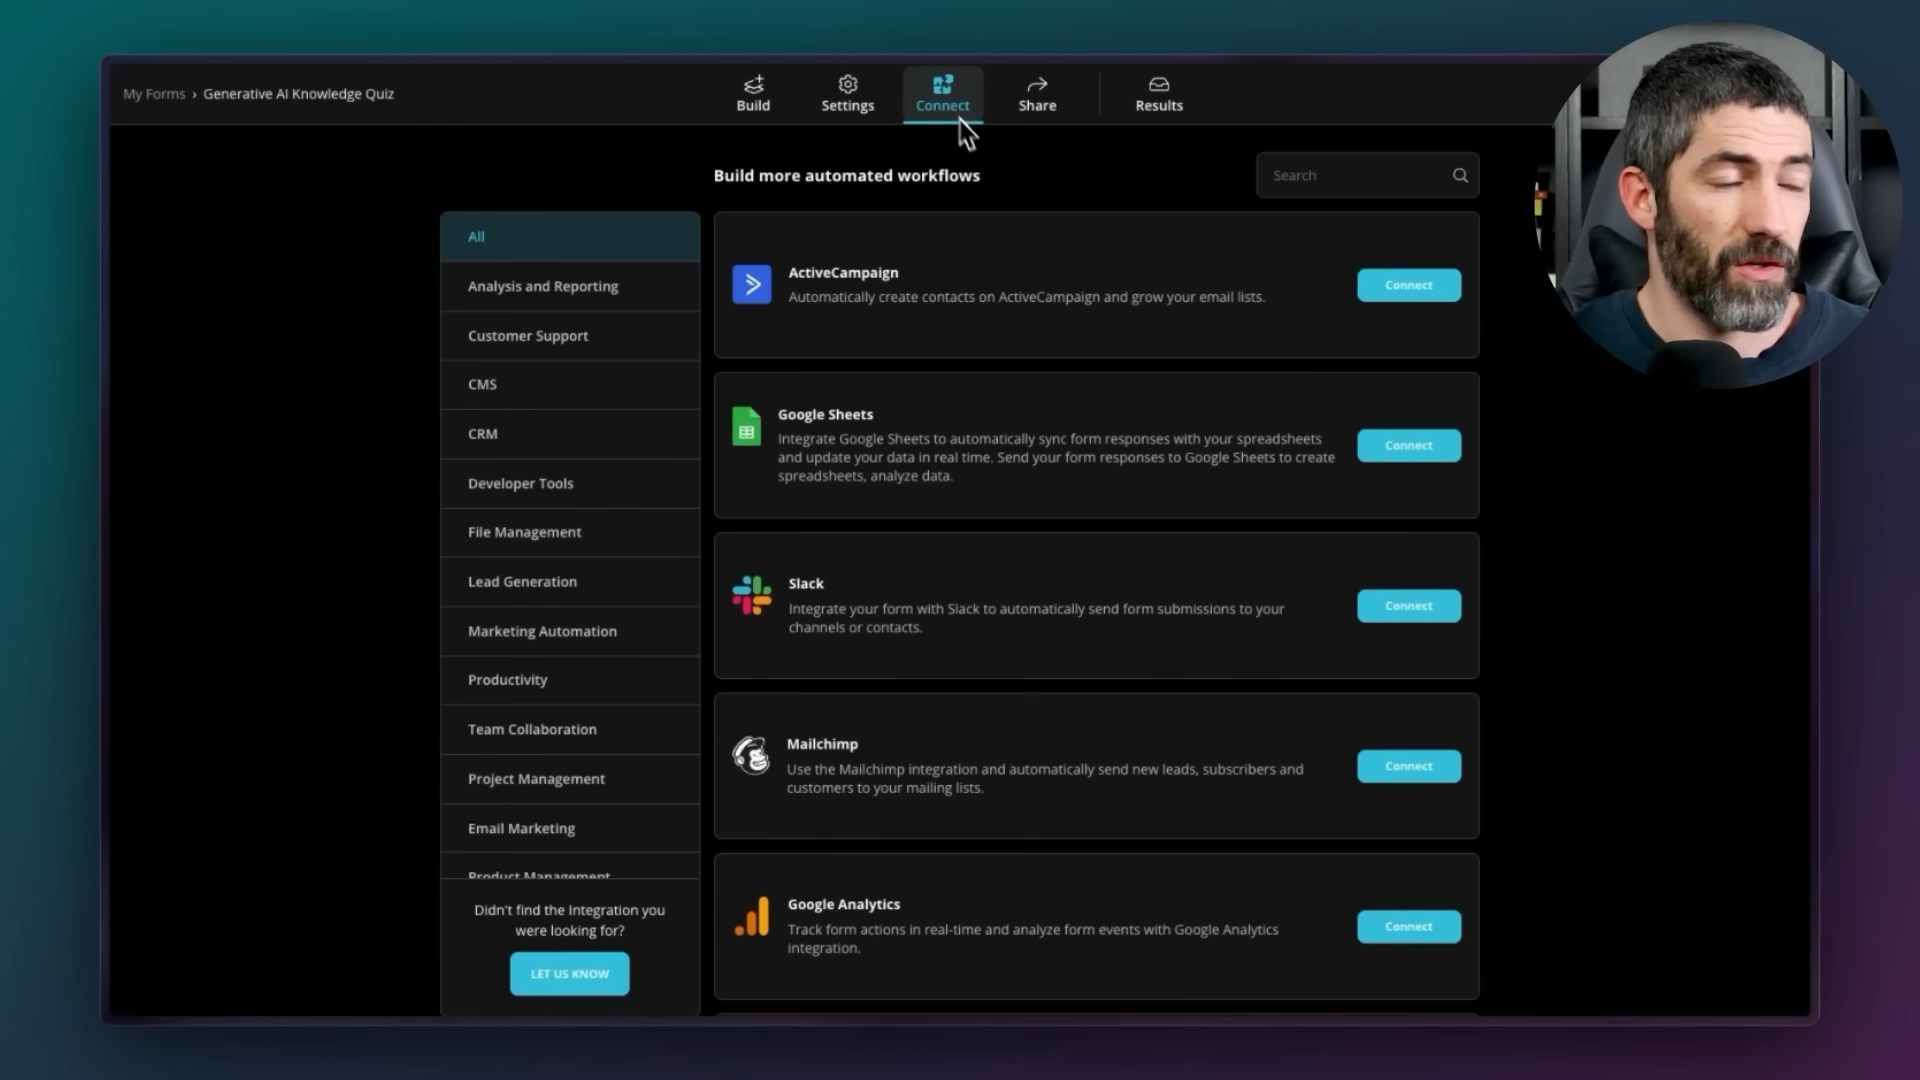 My Forms › Generative AI Knowledge Quiz
Build
Settings
Connect
Share
Results
Build more automated workflows
Search
All
Analysis and Reporting
Customer Support
CMS
CRM
Developer Tools
File Management
Lead Generation
Marketing Automation
Productivity
Team Collaboration
Project Management
Email Marketing
Product Management
Didn't find the Integration you
were looking for?
LET US KNOW
ActiveCampaign
Automatically create contacts on ActiveCampaign and grow your email lists.
Connect
Google Sheets
Integrate Google Sheets to automatically sync form responses with your spreadsheets
and update your data in real time. Send your form responses to Google Sheets to create
spreadsheets, analyze data.
Connect
Slack
Integrate your form with Slack to automatically send form submissions to your
channels or contacts.
Connect
Mailchimp
Use the Mailchimp integration and automatically send new leads, subscribers and
customers to your mailing lists.
Connect
Google Analytics
Track form actions in real-time and analyze form events with Google Analytics
integration.
Connect